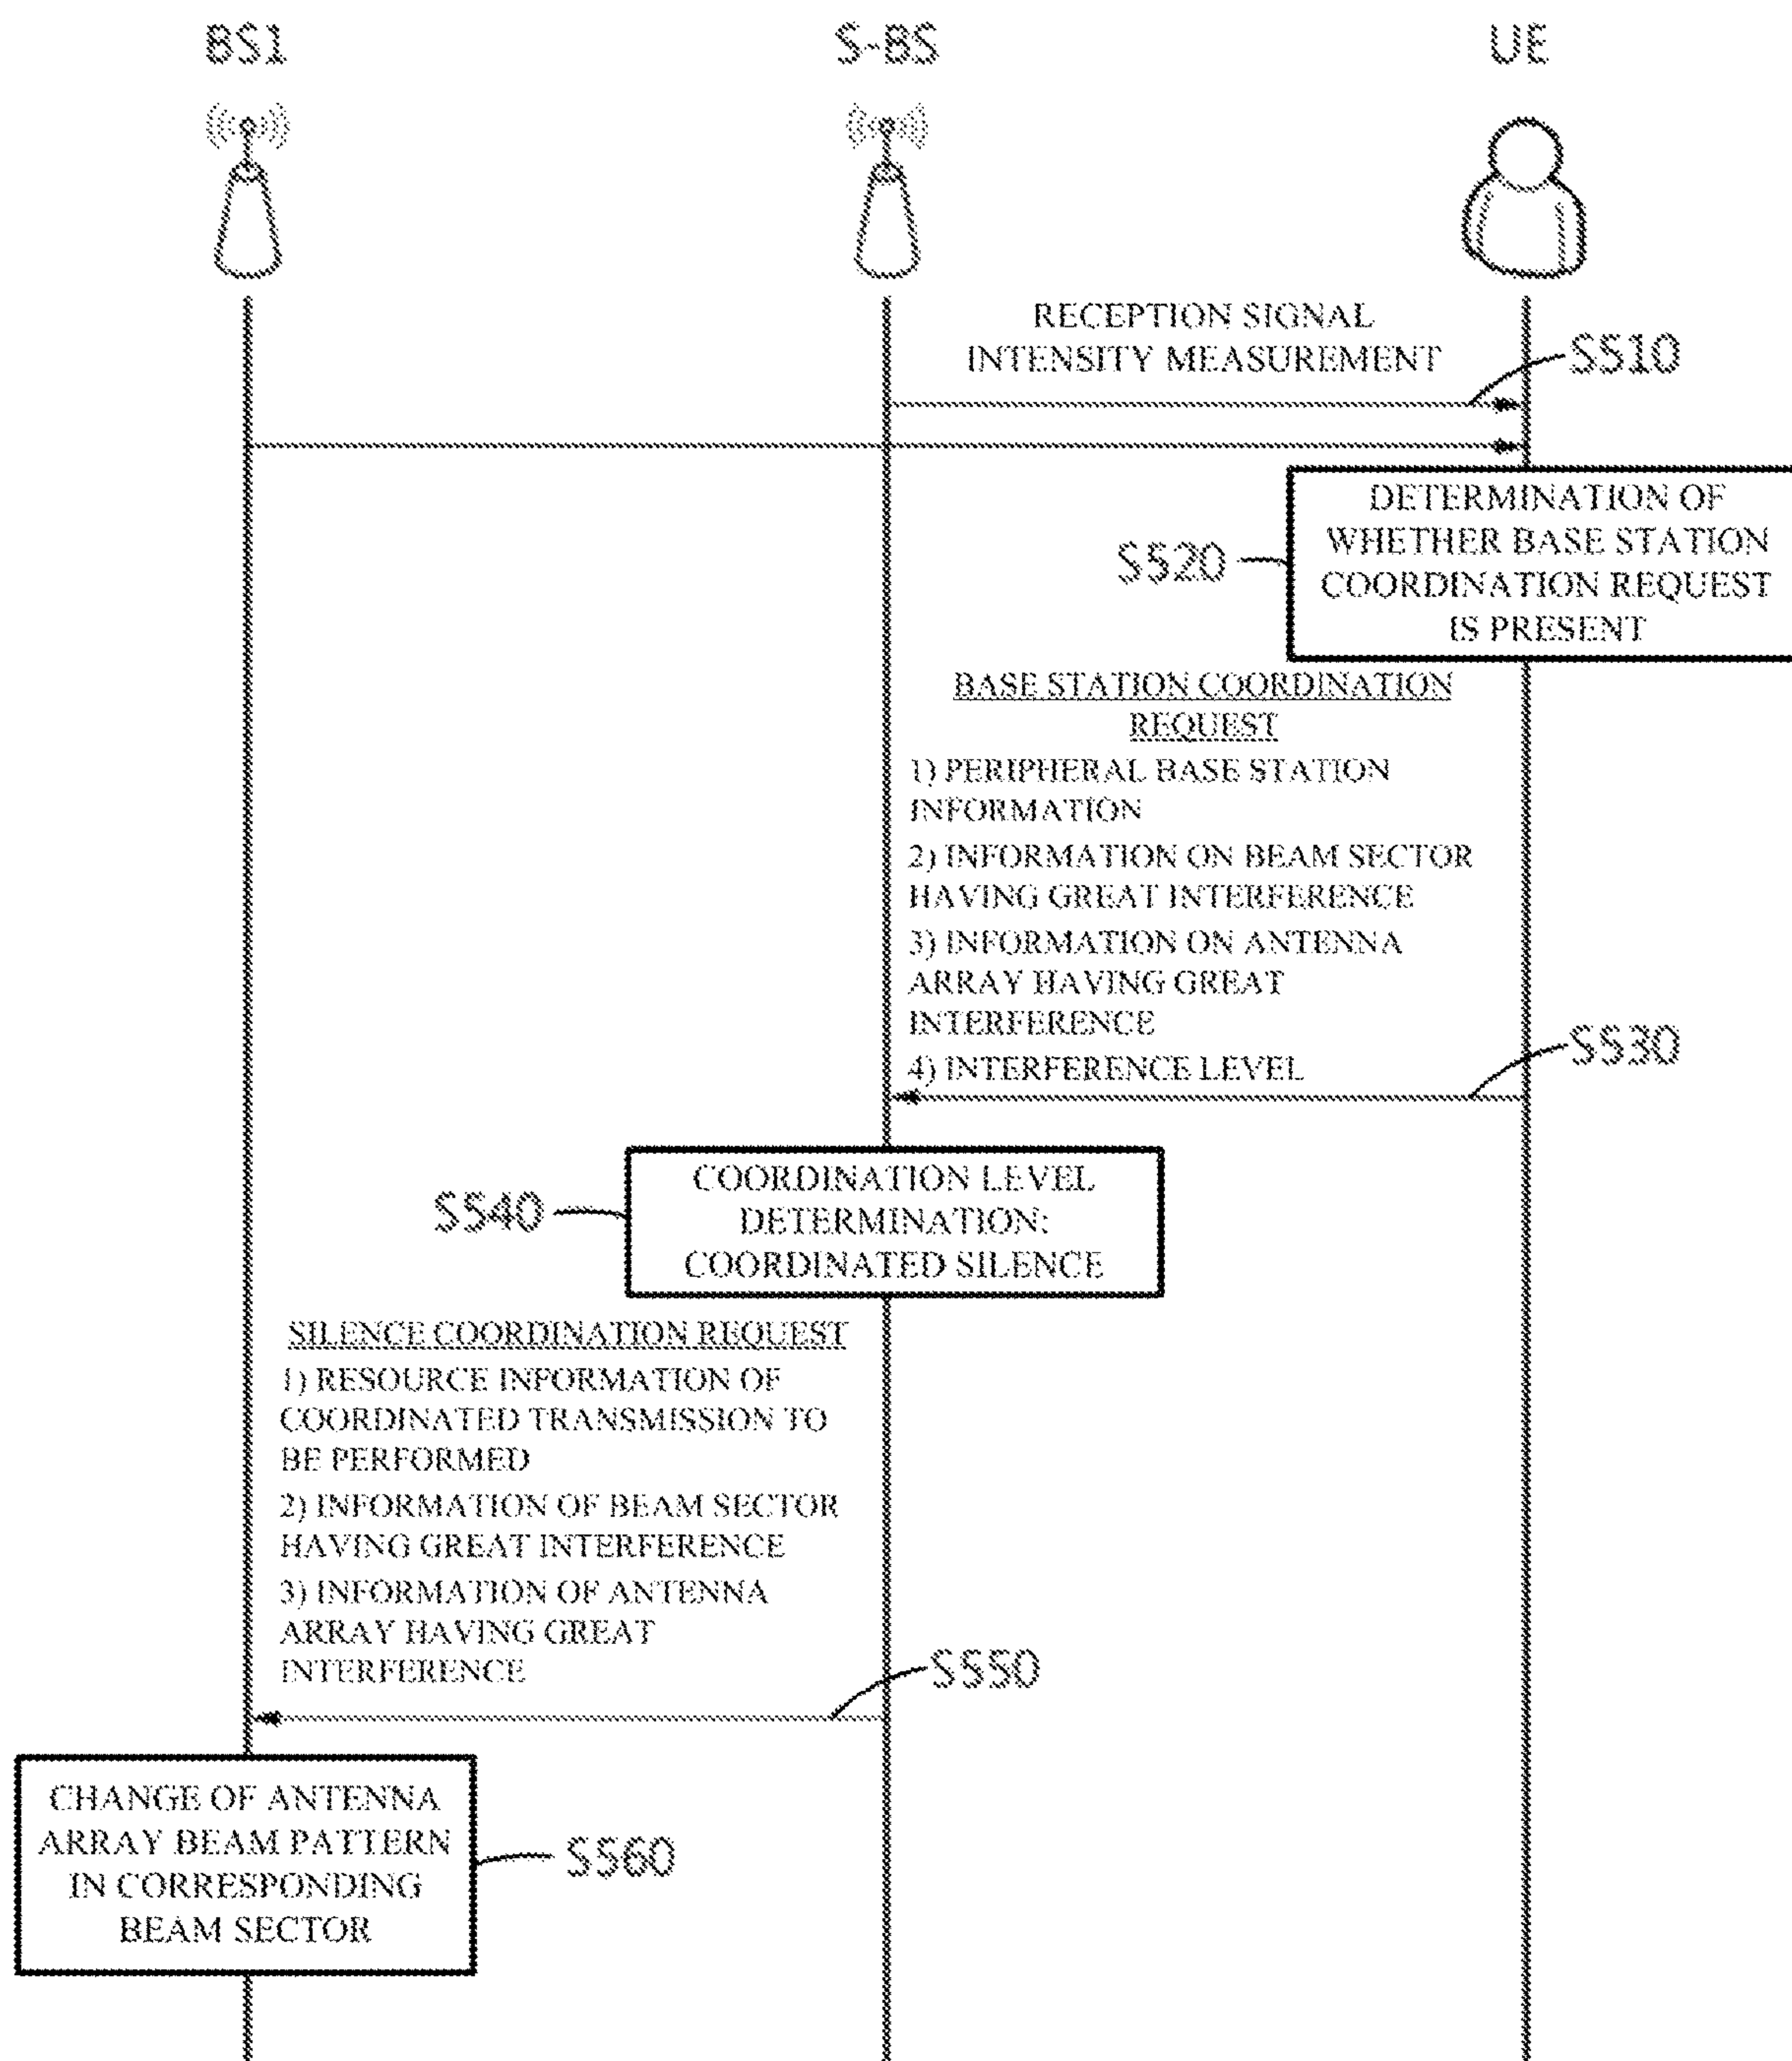 BS1
S-BS
UE
RECEPTION SIGNAL
INTENSITY MEASUREMENT
S510
DETERMINATION OF
WHETHER BASE STATION
COORDINATION REQUEST
IS PRESENT
S520
BASE STATION COORDINATION
REQUEST
1) PERIPHERAL BASE STATION
INFORMATION
2) INFORMATION ON BEAM SECTOR
HAVING GREAT INTERFERENCE
3) INFORMATION ON ANTENNA
ARRAY HAVING GREAT
INTERFERENCE
4) INTERFERENCE LEVEL
S530
S540
COORDINATION LEVEL
DETERMINATION:
COORDINATED SILENCE
SILENCE COORDINATION REQUEST
1) RESOURCE INFORMATION OF
COORDINATED TRANSMISSION TO
BE PERFORMED
2) INFORMATION OF BEAM SECTOR
HAVING GREAT INTERFERENCE
3) INFORMATION OF ANTENNA
ARRAY HAVING GREAT
INTERFERENCE
S550
CHANGE OF ANTENNA
ARRAY BEAM PATTERN
IN CORRESPONDING
BEAM SECTOR
S560